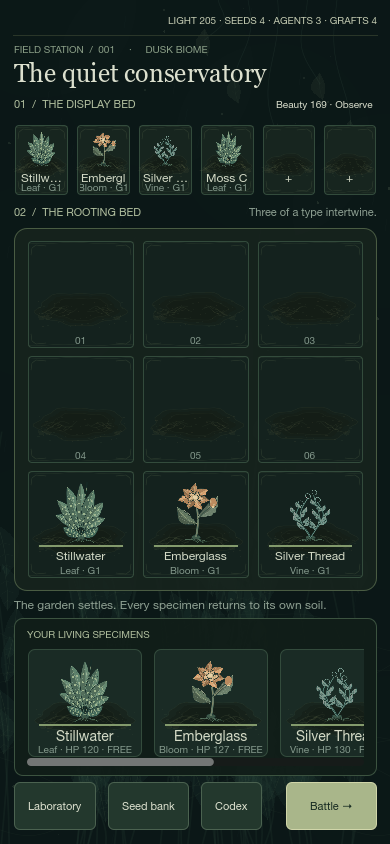 LIGHT 205 · SEEDS 4 · AGENTS 3 · GRAFTS 4
FIELD STATION / 001 · DUSK BIOME
The quiet conservatory
01 / THE DISPLAY BED Beauty 169 · Observe
Stillw… Embergl Silver … Moss C + +
Leaf · G1 Bloom · G1 Vine · G1 Leaf · G1
02 / THE ROOTING BED Three of a type intertwine.
01 02 03
04 05 06
Stillwater Emberglass Silver Thread
Leaf · G1 Bloom · G1 Vine · G1
The garden settles. Every specimen returns to its own soil.
YOUR LIVING SPECIMENS
Stillwater Emberglass Silver Threa
Leaf · HP 120 · FREE Bloom · HP 127 · FREE Vine · HP 130 · F
Laboratory Seed bank Codex Battle →